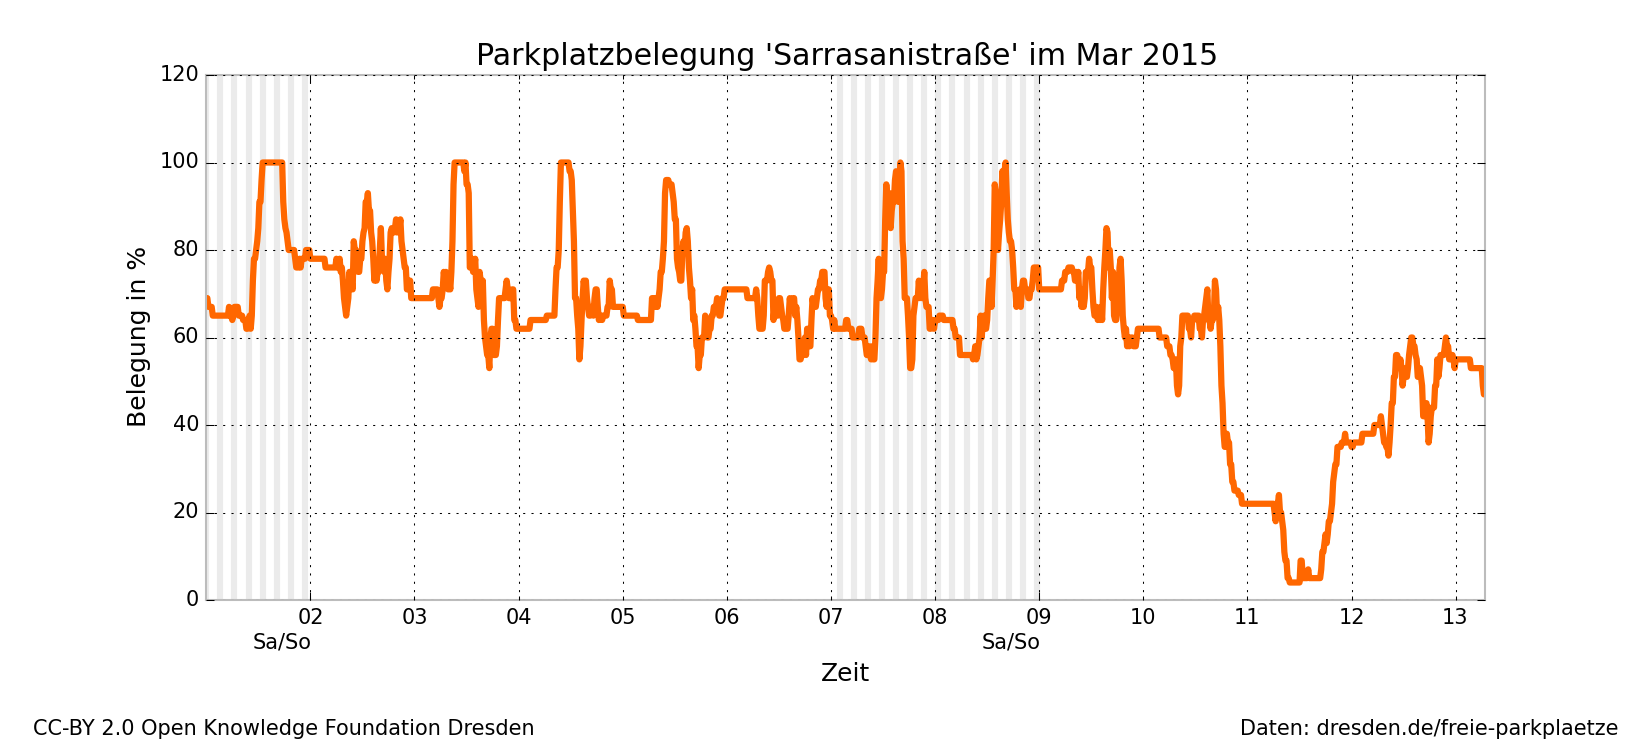 Parkplatzbelegung 'Sarrasanistraße' im Mar 2015
120
100
80
60
40
20
0
Belegung in %
02 03 04 05 06 07 08 09 10 11 12 13
Sa/So Sa/So
Zeit
CC-BY 2.0 Open Knowledge Foundation Dresden
Daten: dresden.de/freie-parkplaetze